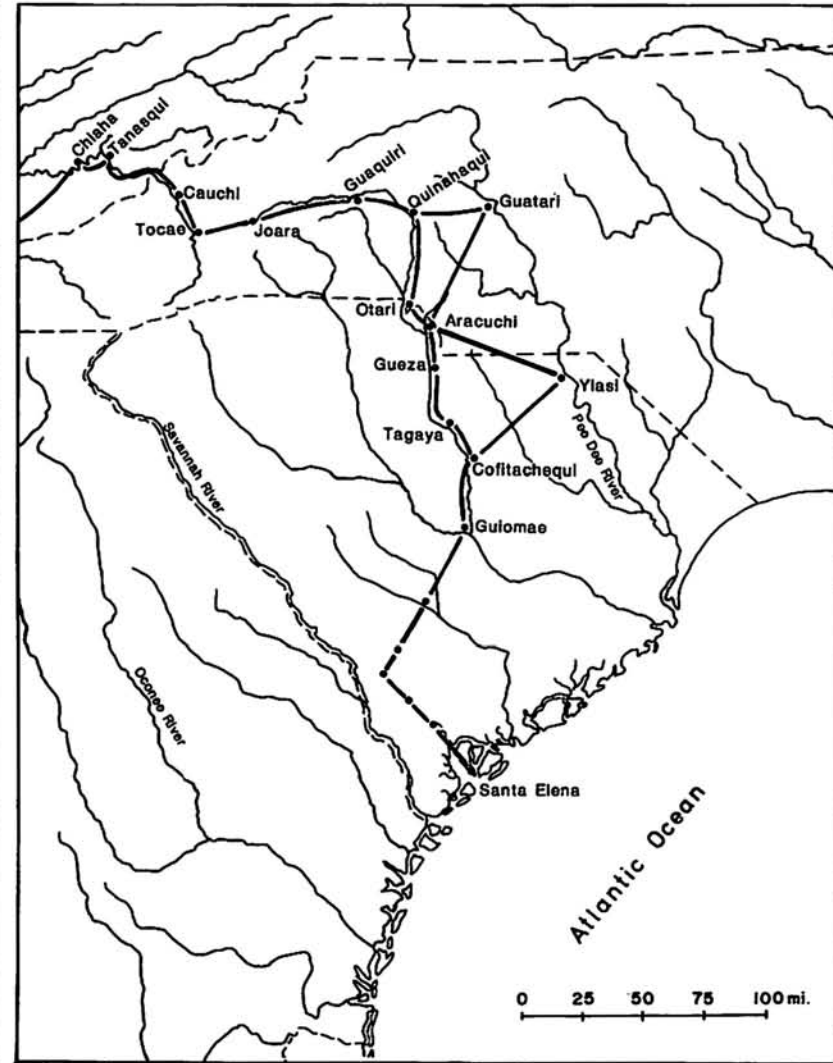 Chiaha
Tanasqui
Cauchi
Tocae
Joara
Guaquiri
Quinahaqui
Guatari
Otari
Aracuchi
Gueza
Ylasi
Tagaya
Cofitachequi
Pee Dee River
Savannah River
Guiomae
Oconee River
Santa Elena
Atlantic Ocean
0 25 50 75 100 mi.